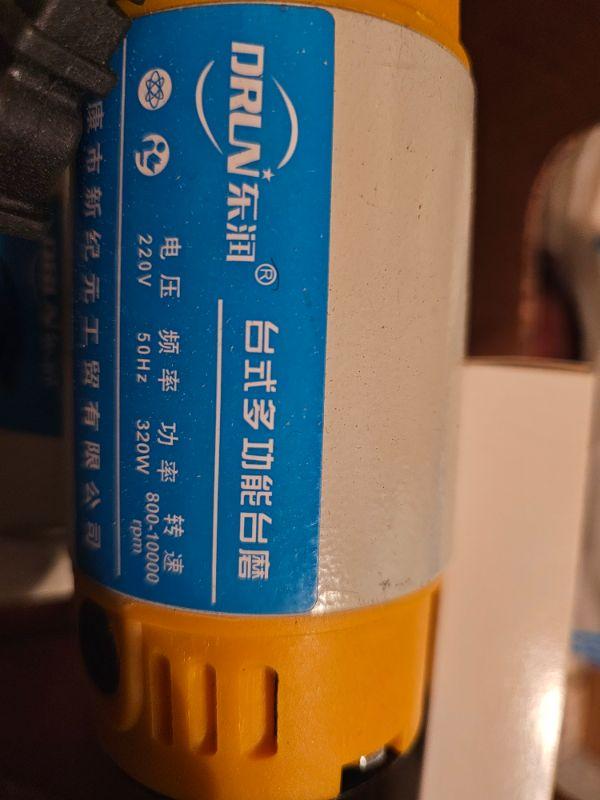 DRUN东润®
台式多功能台磨
电压 频率 功率 转速
220V 50Hz 320W 800-10000
rpm
康市新纪元工贸有限公司